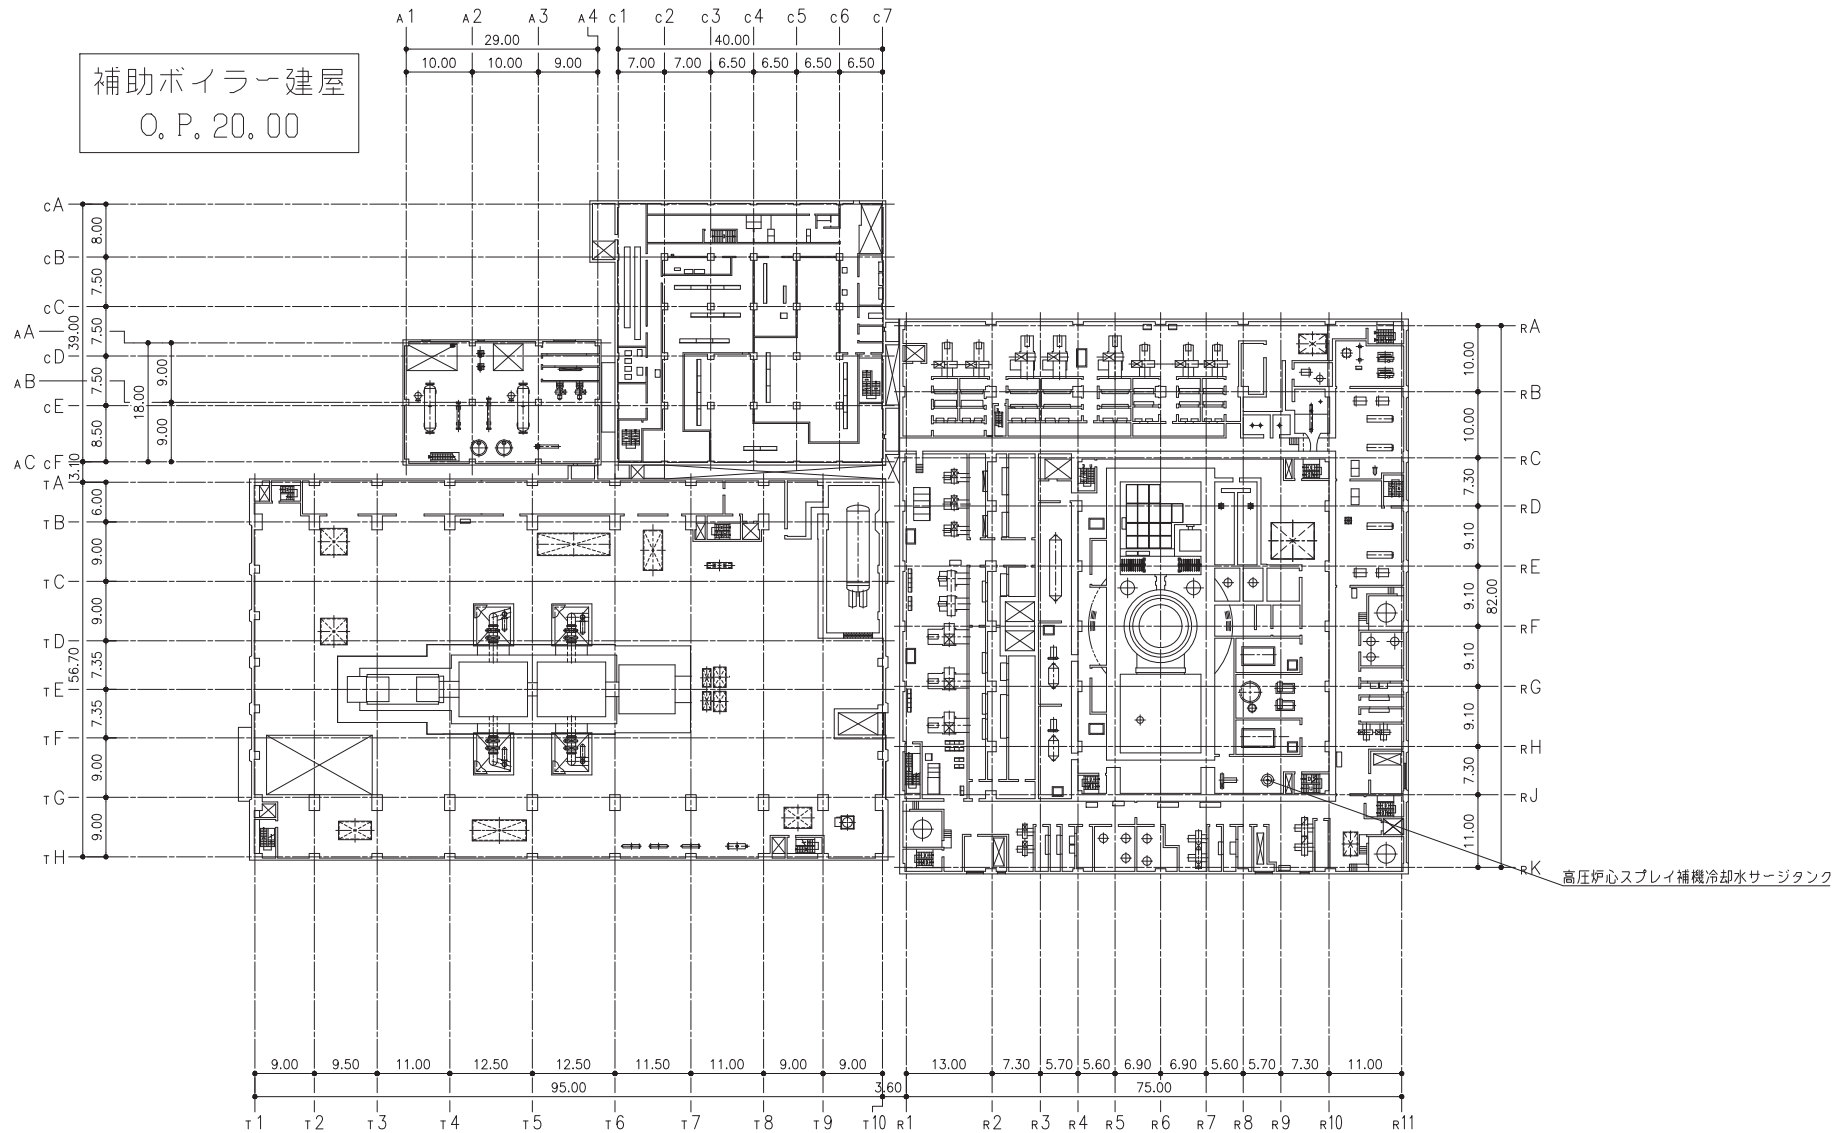 A1 A2 A3 A4 C1 C2 C3 C4 C5 C6 C7
29.00 40.00
10.00 10.00 9.00 7.00 7.00 6.50 6.50 6.50 6.50
補助ボイラー建屋
O.P.20.00
CA
8.00
CB
7.50
CC
AA
39.00
7.50
CD
AB
7.50
18.00
9.00
CE
8.50
9.00
AC CF
3.10
TA
6.00
TB
9.00
TC
9.00
TD
7.35
56.70
TE
7.35
TF
9.00
TG
9.00
TH
RA
10.00
RB
10.00
RC
7.30
RD
9.10
RE
9.10
82.00
RF
9.10
RG
9.10
RH
7.30
RJ
11.00
RK
高圧炉心スプレイ補機冷却水サージタンク
9.00 9.50 11.00 12.50 12.50 11.50 11.00 9.00 9.00 13.00 7.30 5.70 5.60 6.90 6.90 5.60 5.70 7.30 11.00
95.00 3.60 75.00
T1 T2 T3 T4 T5 T6 T7 T8 T9 T10 R1 R2 R3 R4 R5 R6 R7 R8 R9 R10 R11